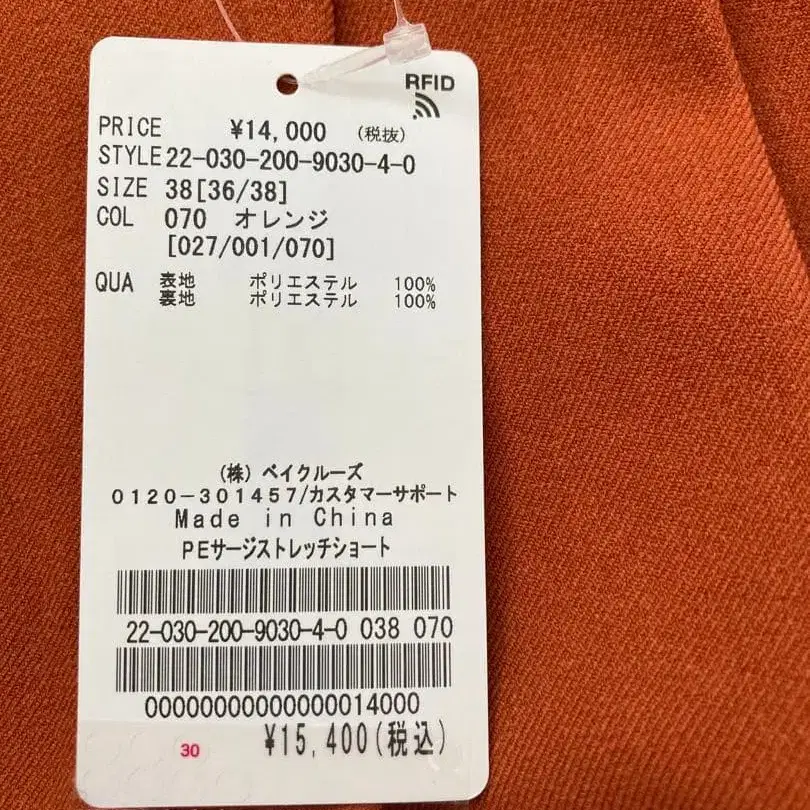 RFID
PRICE ¥14,000 (税抜)
STYLE 22-030-200-9030-4-0
SIZE 38[36/38]
COL 070 オレンジ
[027/001/070]
QUA 表地 ポリエステル 100%
裏地 ポリエステル 100%
(株) ベイクルーズ
0120-301457/カスタマーサポート
Made in China
PEサージストレッチショート
22-030-200-9030-4-0 038 070
00000000000000014000
30 ¥15,400(税込)